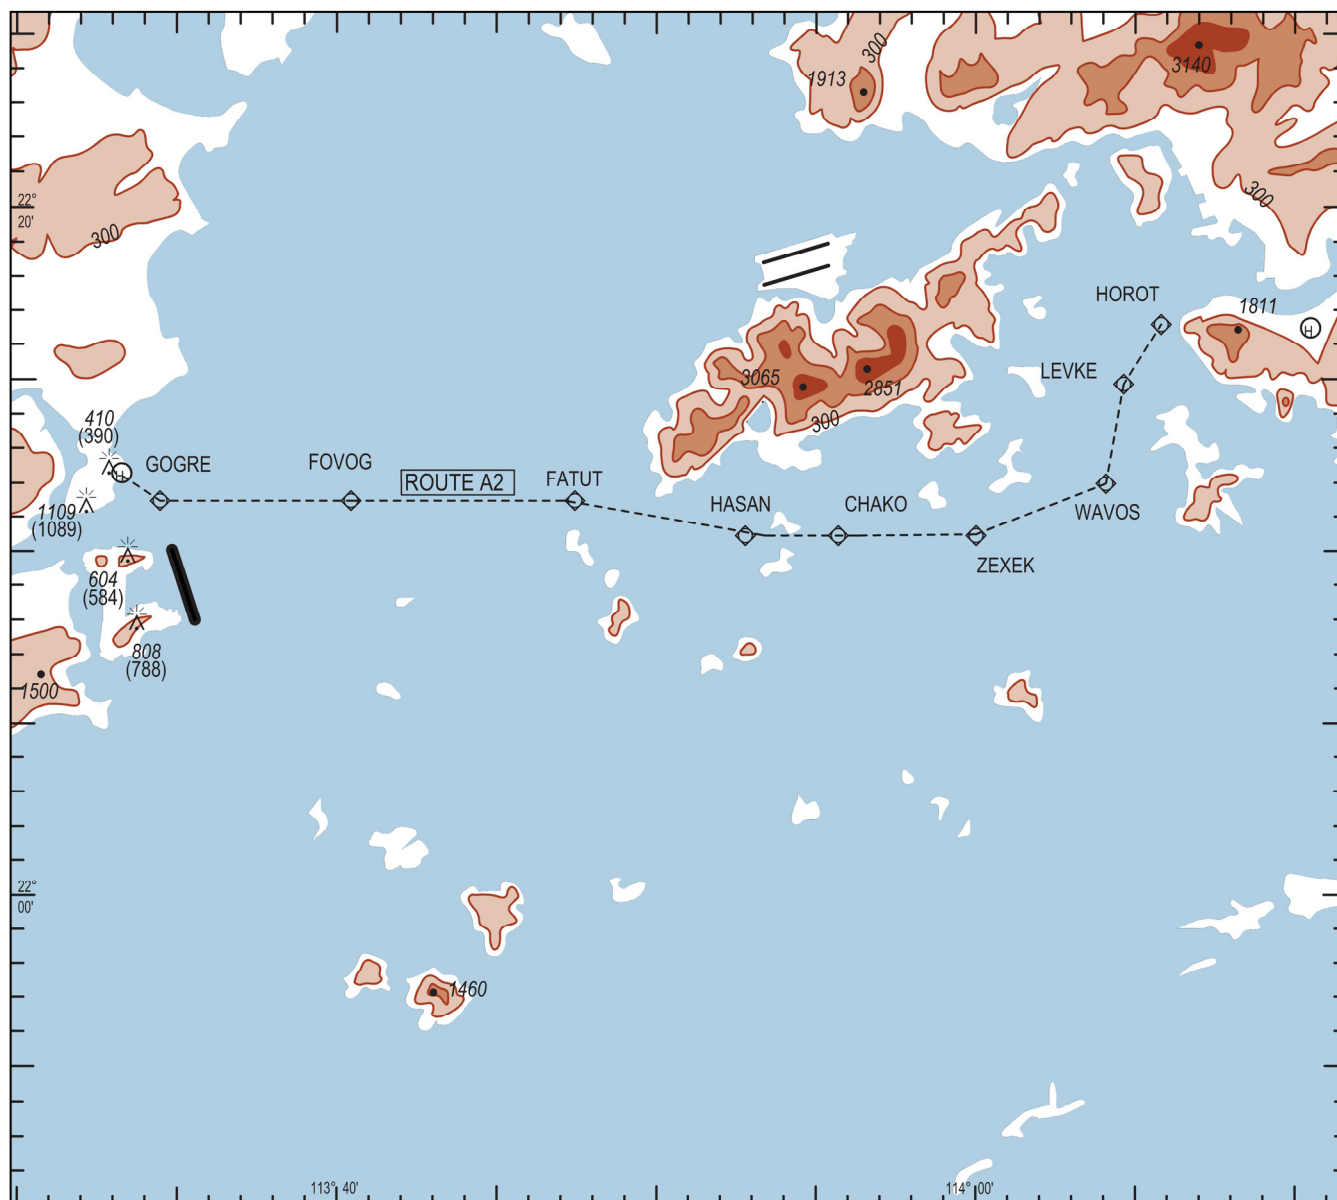 300
1913
3140
22°
20'
300
300
HOROT
1811
H
LEVKE
3065
2851
300
410
(390)
H
GOGRE
FOVOG
ROUTE A2
FATUT
HASAN
CHAKO
WAVOS
ZEXEK
1109
(1089)
604
(584)
808
(788)
1500
22°
00'
1460
113° 40'
114° 00'